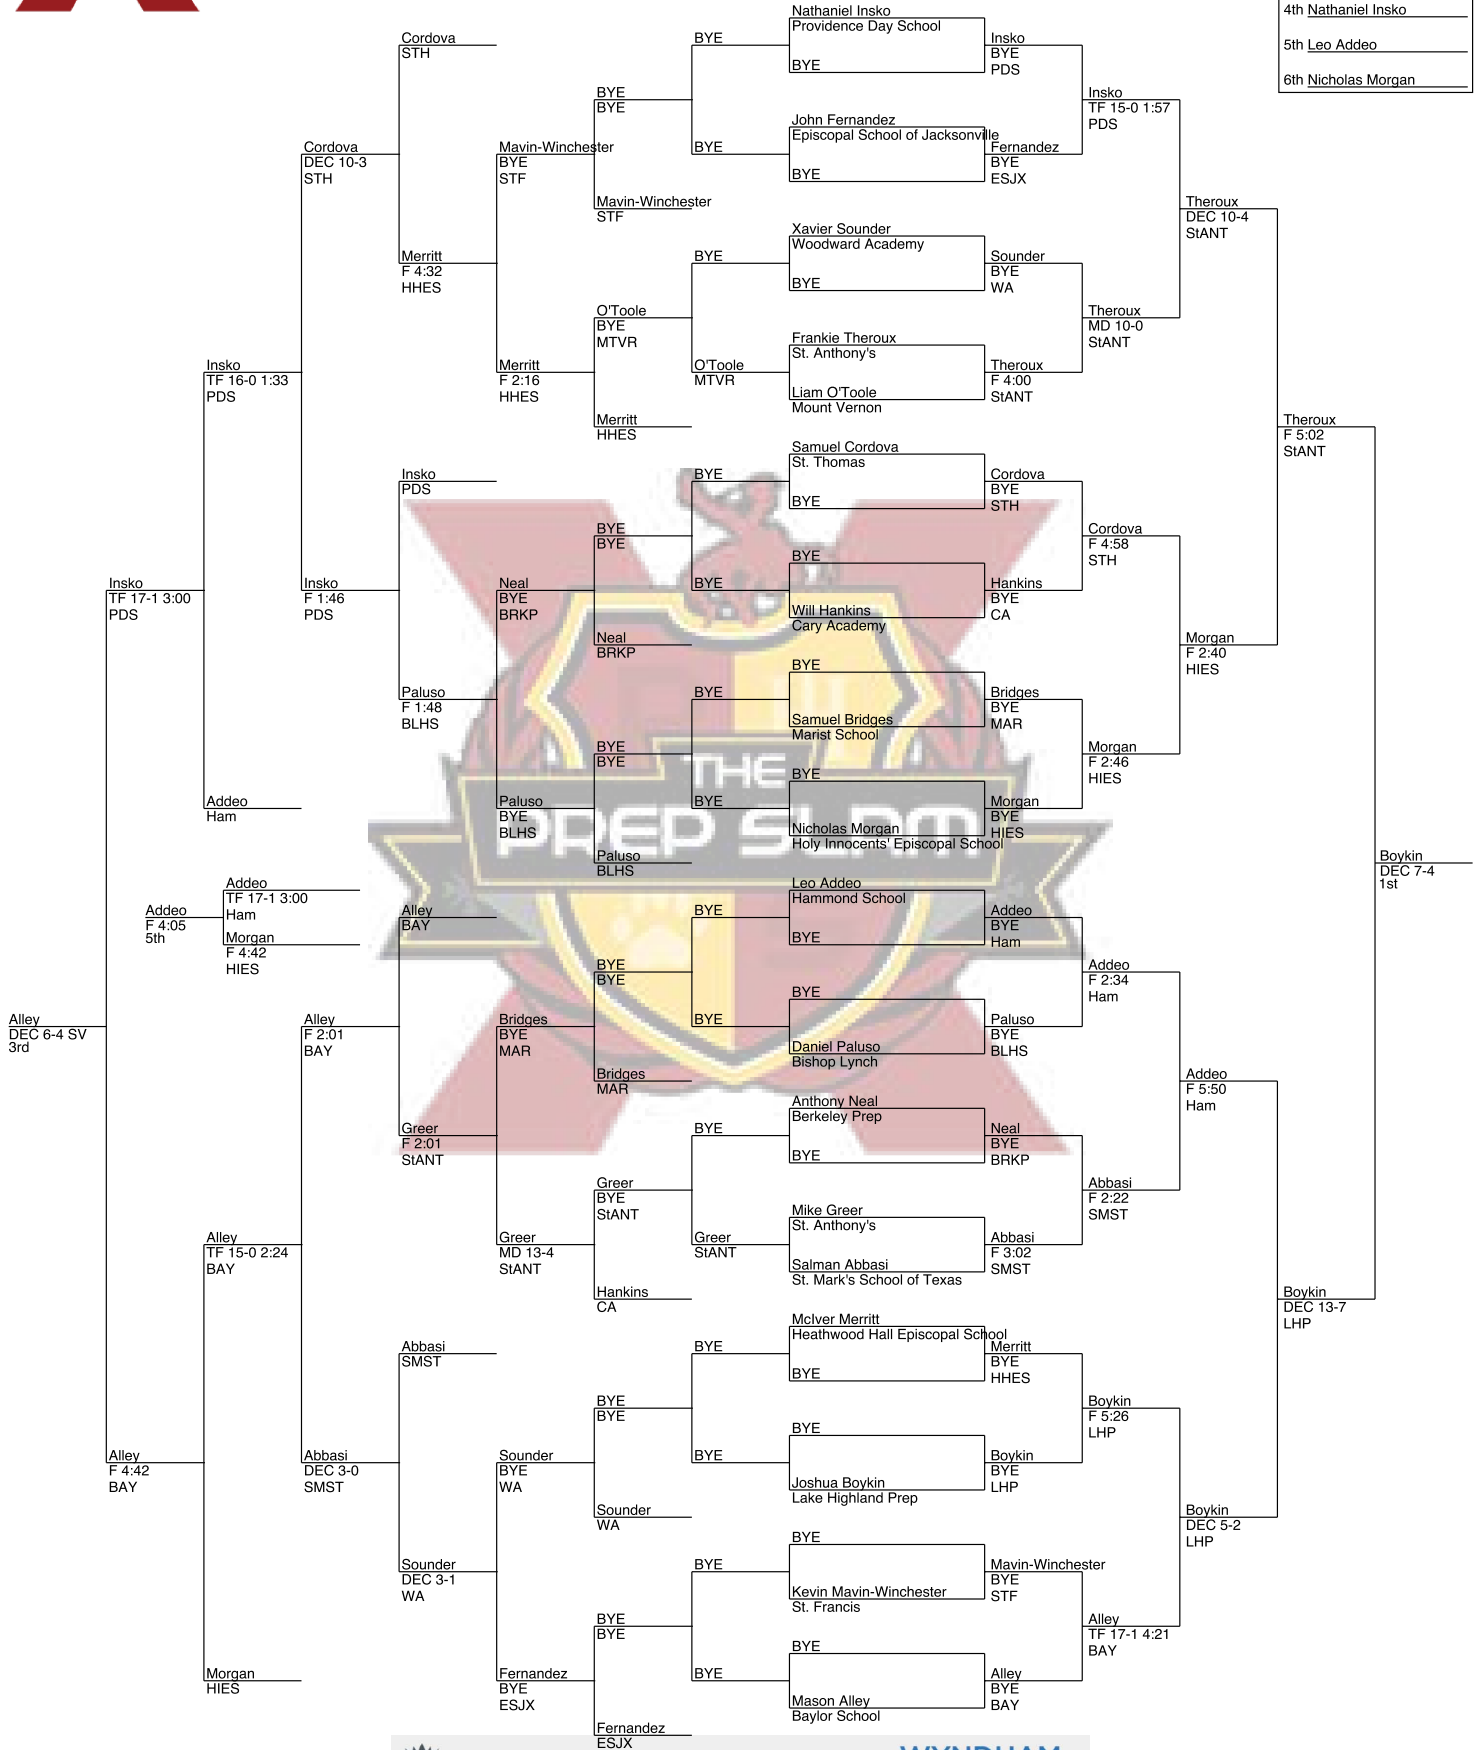 4th Nathaniel Insko
5th Leo Addeo
6th Nicholas Morgan
Cordova
STH
Cordova
DEC 10-3
STH
Merritt
F 4:32
HHES
Insko
TF 16-0 1:33
PDS
Insko
PDS
Insko
F 1:46
PDS
Paluso
F 1:48
BLHS
Insko
TF 17-1 3:00
PDS
Addeo
Ham
Addeo
TF 17-1 3:00
Ham
Addeo
F 4:05
5th
Morgan
F 4:42
HIES
Alley
DEC 6-4 SV
3rd
Alley
BAY
Alley
F 2:01
BAY
Greer
F 2:01
StANT
Alley
TF 15-0 2:24
BAY
Abbasi
SMST
Abbasi
DEC 3-0
SMST
Sounder
DEC 3-1
WA
Alley
F 4:42
BAY
Morgan
HIES
Mavin-Winchester
BYE
STF
Merritt
F 2:16
HHES
Neal
BYE
BRKP
Paluso
BYE
BLHS
Bridges
BYE
MAR
Greer
MD 13-4
StANT
Sounder
BYE
WA
Fernandez
BYE
ESJX
BYE
BYE
Mavin-Winchester
STF
O'Toole
BYE
MTVR
Merritt
HHES
BYE
BYE
Neal
BRKP
BYE
BYE
Paluso
BLHS
BYE
BYE
Bridges
MAR
Greer
BYE
StANT
Hankins
CA
BYE
BYE
Sounder
WA
BYE
BYE
Fernandez
ESJX
BYE
BYE
BYE
O'Toole
MTVR
BYE
BYE
BYE
BYE
BYE
BYE
BYE
Greer
StANT
BYE
BYE
BYE
BYE
Nathaniel Insko
Providence Day School
BYE
John Fernandez
Episcopal School of Jacksonville
BYE
Xavier Sounder
Woodward Academy
BYE
Frankie Theroux
St. Anthony's
Liam O'Toole
Mount Vernon
Samuel Cordova
St. Thomas
BYE
BYE
Will Hankins
Cary Academy
BYE
Samuel Bridges
Marist School
BYE
Nicholas Morgan
Holy Innocents' Episcopal School
Leo Addeo
Hammond School
BYE
BYE
Daniel Paluso
Bishop Lynch
Anthony Neal
Berkeley Prep
BYE
Mike Greer
St. Anthony's
Salman Abbasi
St. Mark's School of Texas
McIver Merritt
Heathwood Hall Episcopal School
BYE
BYE
Joshua Boykin
Lake Highland Prep
BYE
Kevin Mavin-Winchester
St. Francis
BYE
Mason Alley
Baylor School
Insko
BYE
PDS
Fernandez
BYE
ESJX
Sounder
BYE
WA
Theroux
F 4:00
StANT
Cordova
BYE
STH
Hankins
BYE
CA
Bridges
BYE
MAR
Morgan
BYE
HIES
Addeo
BYE
Ham
Paluso
BYE
BLHS
Neal
BYE
BRKP
Abbasi
F 3:02
SMST
Merritt
BYE
HHES
Boykin
BYE
LHP
Mavin-Winchester
BYE
STF
Alley
BYE
BAY
Insko
TF 15-0 1:57
PDS
Theroux
MD 10-0
StANT
Cordova
F 4:58
STH
Morgan
F 2:46
HIES
Addeo
F 2:34
Ham
Abbasi
F 2:22
SMST
Boykin
F 5:26
LHP
Alley
TF 17-1 4:21
BAY
Theroux
DEC 10-4
StANT
Morgan
F 2:40
HIES
Addeo
F 5:50
Ham
Boykin
DEC 5-2
LHP
Theroux
F 5:02
StANT
Boykin
DEC 13-7
LHP
Boykin
DEC 7-4
1st
THE
PREP SLAM
WYNDHAM